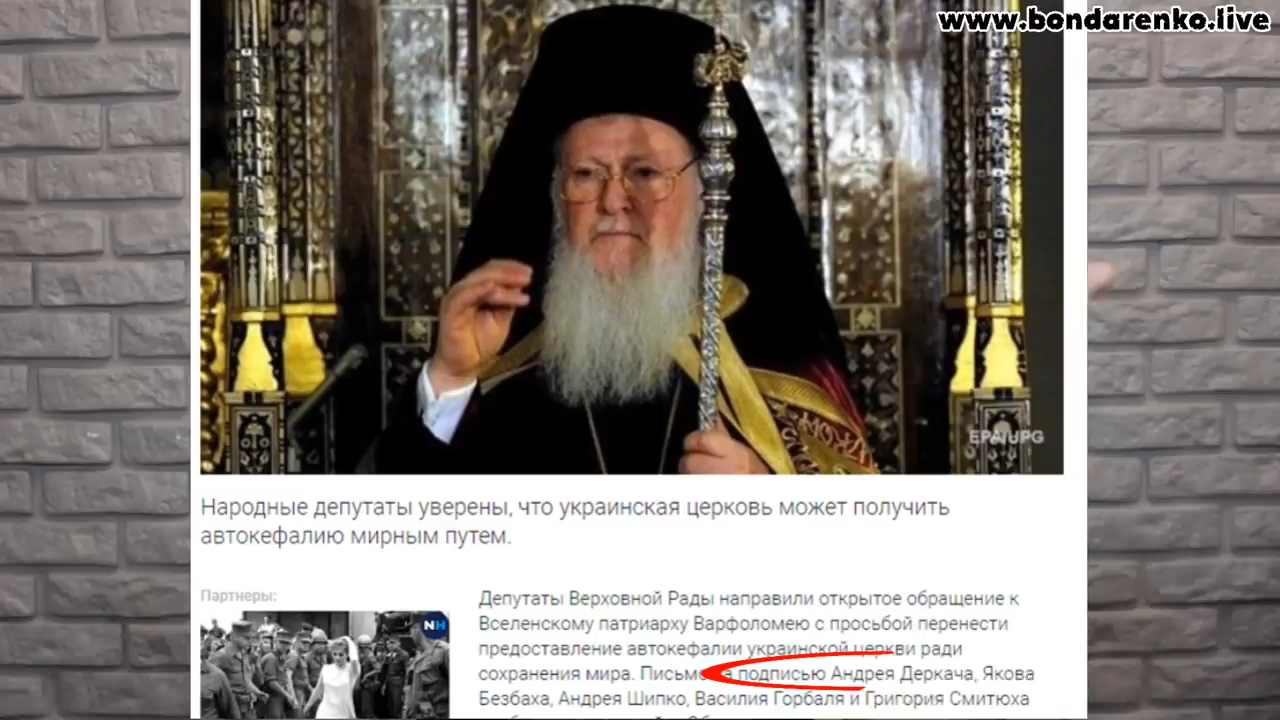 www.bondarenko.live
EPA/UPG
Народные депутаты уверены, что украинская церковь может получить
автокефалию мирным путем.
Партнеры:
NH
Депутаты Верховной Рады направили открытое обращение к
Вселенскому патриарху Варфоломею с просьбой перенести
предоставление автокефалии украинской церкви ради
сохранения мира. Письмо за подписью Андрея Деркача, Якова
Безбаха, Андрея Шипко, Василия Горбаля и Григория Смитюха